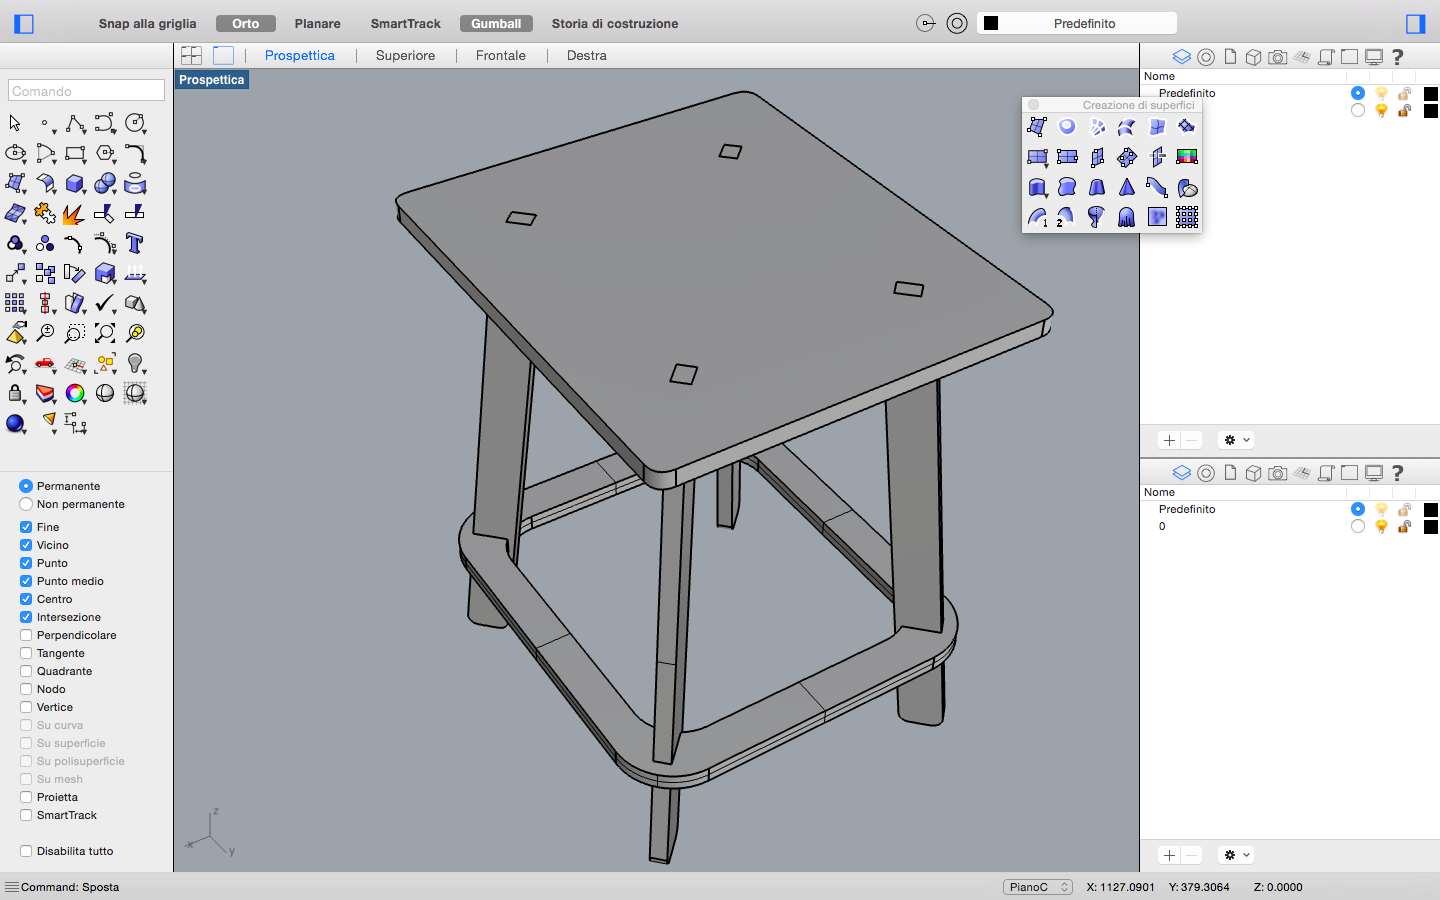 Snap alla griglia Orto Planare SmartTrack Gumball Storia di costruzione Predefinito
Prospettica Superiore Frontale Destra
Prospettica
Comando
Permanente
Non permanente
Fine
Vicino
Punto
Punto medio
Centro
Intersezione
Perpendicolare
Tangente
Quadrante
Nodo
Vertice
Su curva
Su superficie
Su polisuperficie
Su mesh
Proietta
SmartTrack
Disabilita tutto
z
x
y
Creazione di superfici
1
2
Nome
Predefinito
Nome
Predefinito
0
Command: Sposta
PianoC X: 1127.0901 Y: 379.3064 Z: 0.0000